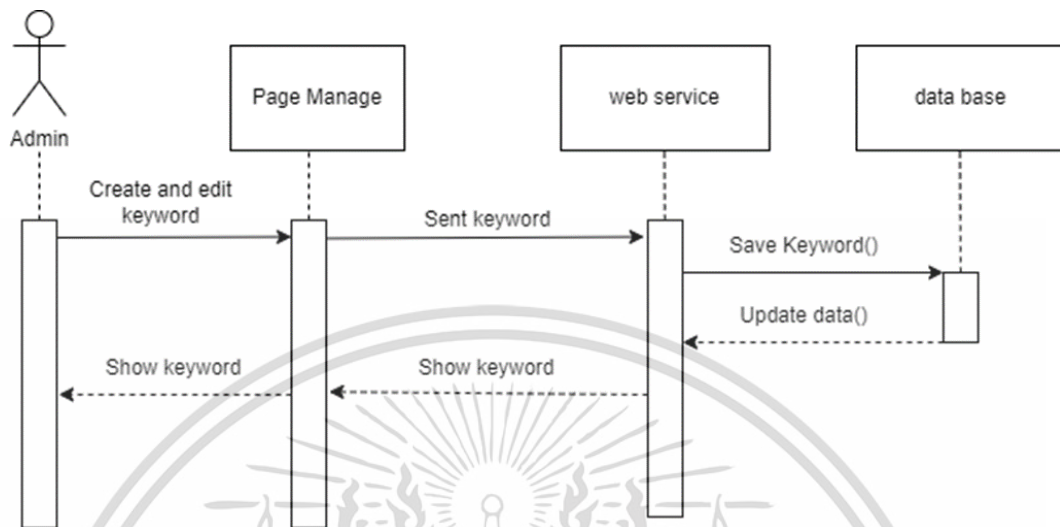 Page Manage
web service
data base
Admin
Create and edit
keyword
Sent keyword
Save Keyword()
Update data()
Show keyword
Show keyword